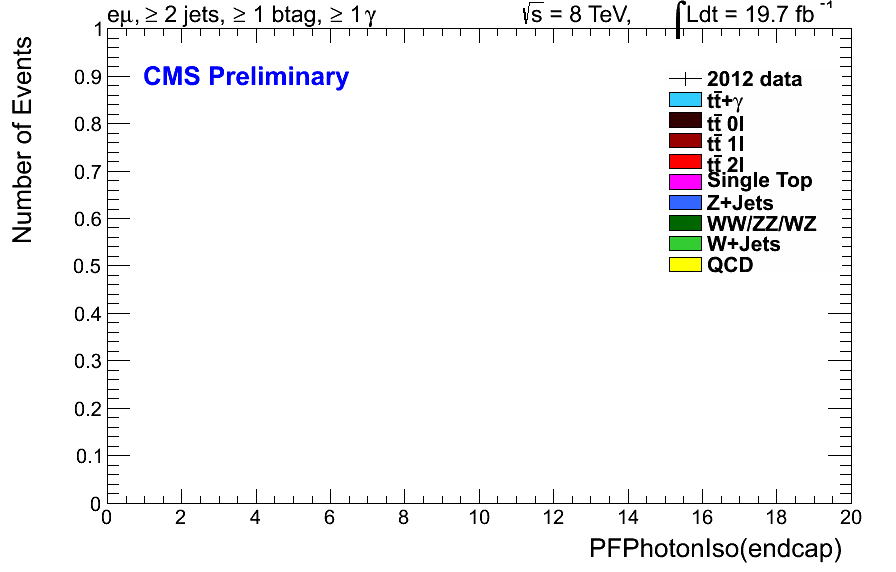 eμ, ≥ 2 jets, ≥ 1 btag, ≥ 1 γ
√s = 8 TeV, ∫Ldt = 19.7 fb⁻¹
Number of Events
CMS Preliminary
2012 data
tt̄+γ
tt̄ 0l
tt̄ 1l
tt̄ 2l
Single Top
Z+Jets
WW/ZZ/WZ
W+Jets
QCD
1
0.9
0.8
0.7
0.6
0.5
0.4
0.3
0.2
0.1
0
0 2 4 6 8 10 12 14 16 18 20
PFPhotonIso(endcap)